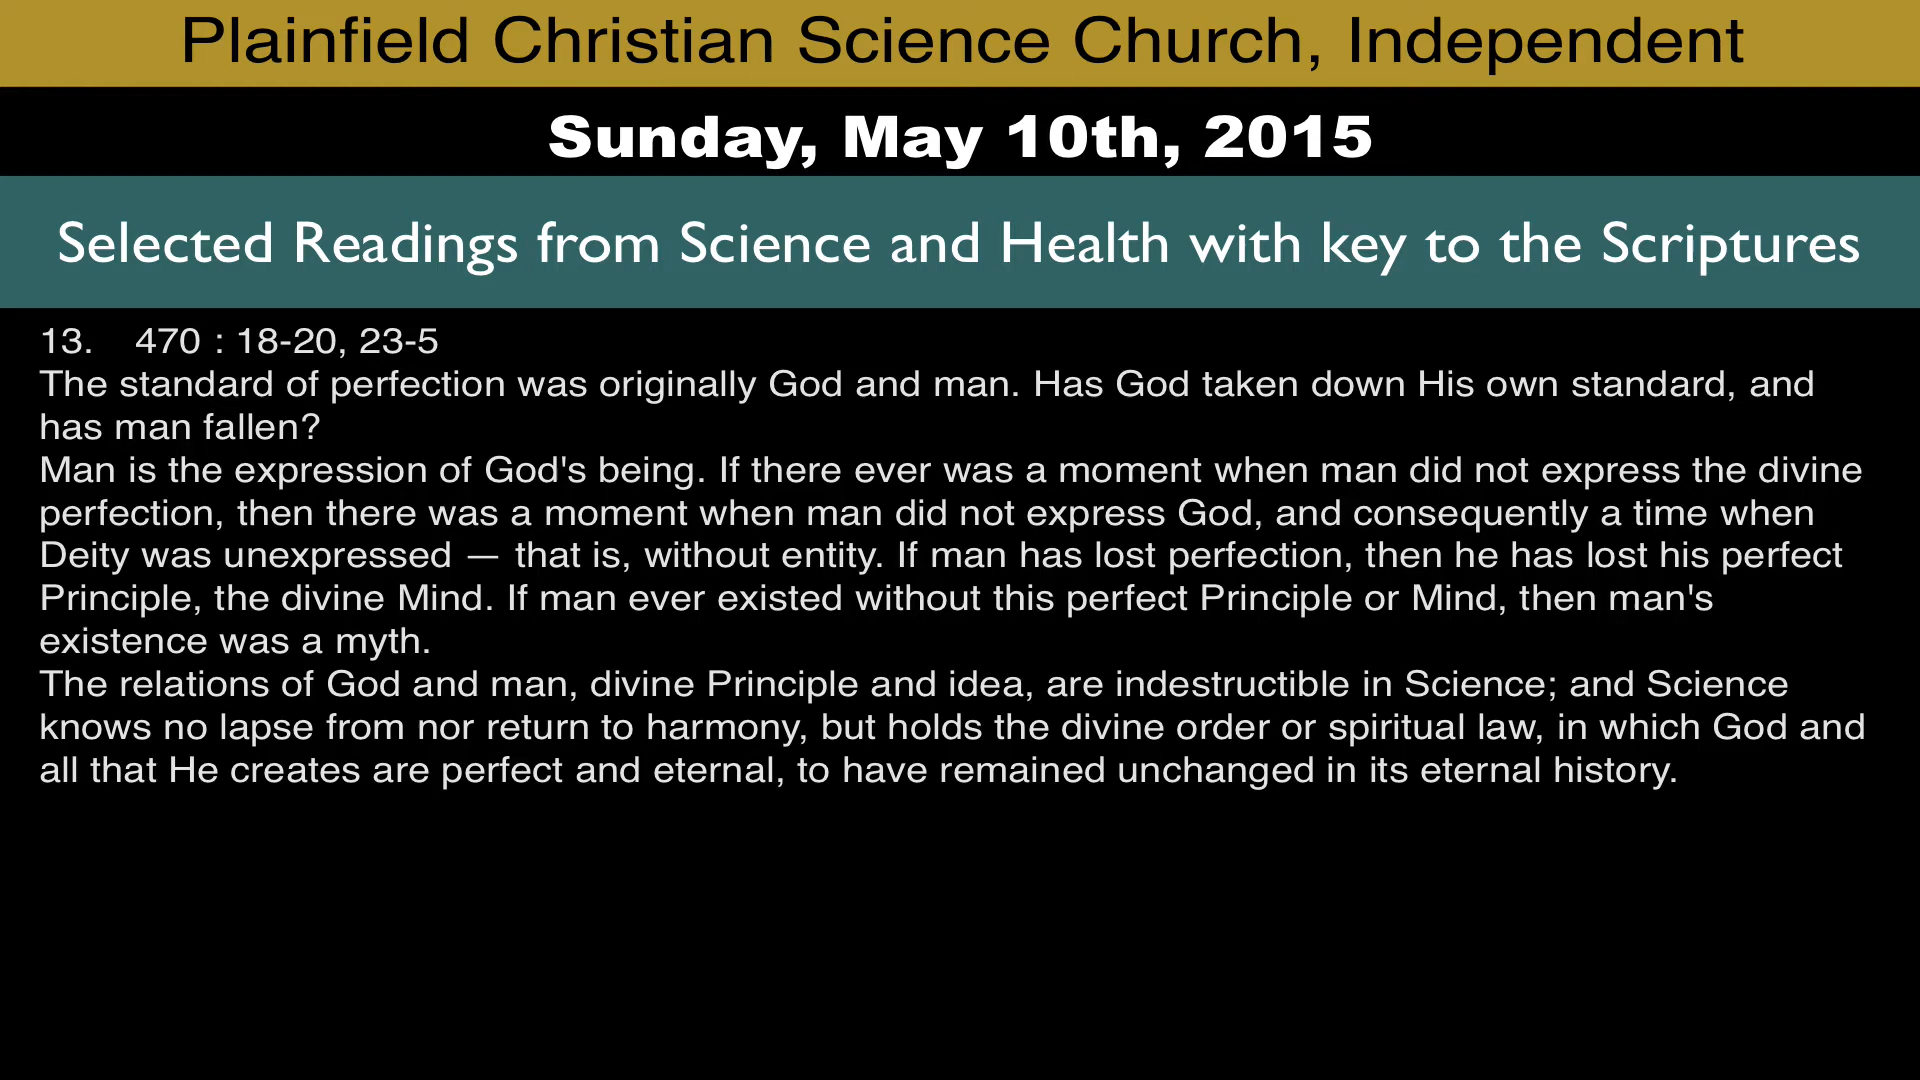 Plainfield Christian Science Church, Independent
Sunday, May 10th, 2015
Selected Readings from Science and Health with key to the Scriptures
13. 470 : 18-20, 23-5
The standard of perfection was originally God and man. Has God taken down His own standard, and
has man fallen?
Man is the expression of God's being. If there ever was a moment when man did not express the divine
perfection, then there was a moment when man did not express God, and consequently a time when
Deity was unexpressed — that is, without entity. If man has lost perfection, then he has lost his perfect
Principle, the divine Mind. If man ever existed without this perfect Principle or Mind, then man's
existence was a myth.
The relations of God and man, divine Principle and idea, are indestructible in Science; and Science
knows no lapse from nor return to harmony, but holds the divine order or spiritual law, in which God and
all that He creates are perfect and eternal, to have remained unchanged in its eternal history.